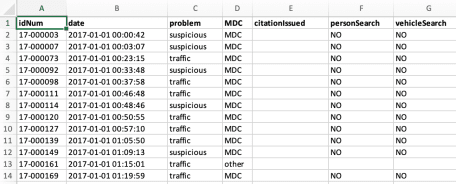 A B C D E F G
1 idNum date problem MDC citationIssued personSearch vehicleSearch
2 17-000003 2017-01-01 00:00:42 suspicious MDC NO NO
3 17-000007 2017-01-01 00:03:07 suspicious MDC NO NO
4 17-000073 2017-01-01 00:23:15 traffic MDC NO NO
5 17-000092 2017-01-01 00:33:48 suspicious MDC NO NO
6 17-000098 2017-01-01 00:37:58 traffic MDC NO NO
7 17-000111 2017-01-01 00:46:48 traffic MDC NO NO
8 17-000114 2017-01-01 00:48:46 suspicious MDC NO NO
9 17-000120 2017-01-01 00:50:55 traffic MDC NO NO
10 17-000127 2017-01-01 00:57:10 traffic MDC NO NO
11 17-000139 2017-01-01 01:05:50 traffic MDC NO NO
12 17-000149 2017-01-01 01:09:13 suspicious MDC NO NO
13 17-000161 2017-01-01 01:15:01 traffic other
14 17-000169 2017-01-01 01:19:59 traffic MDC NO NO